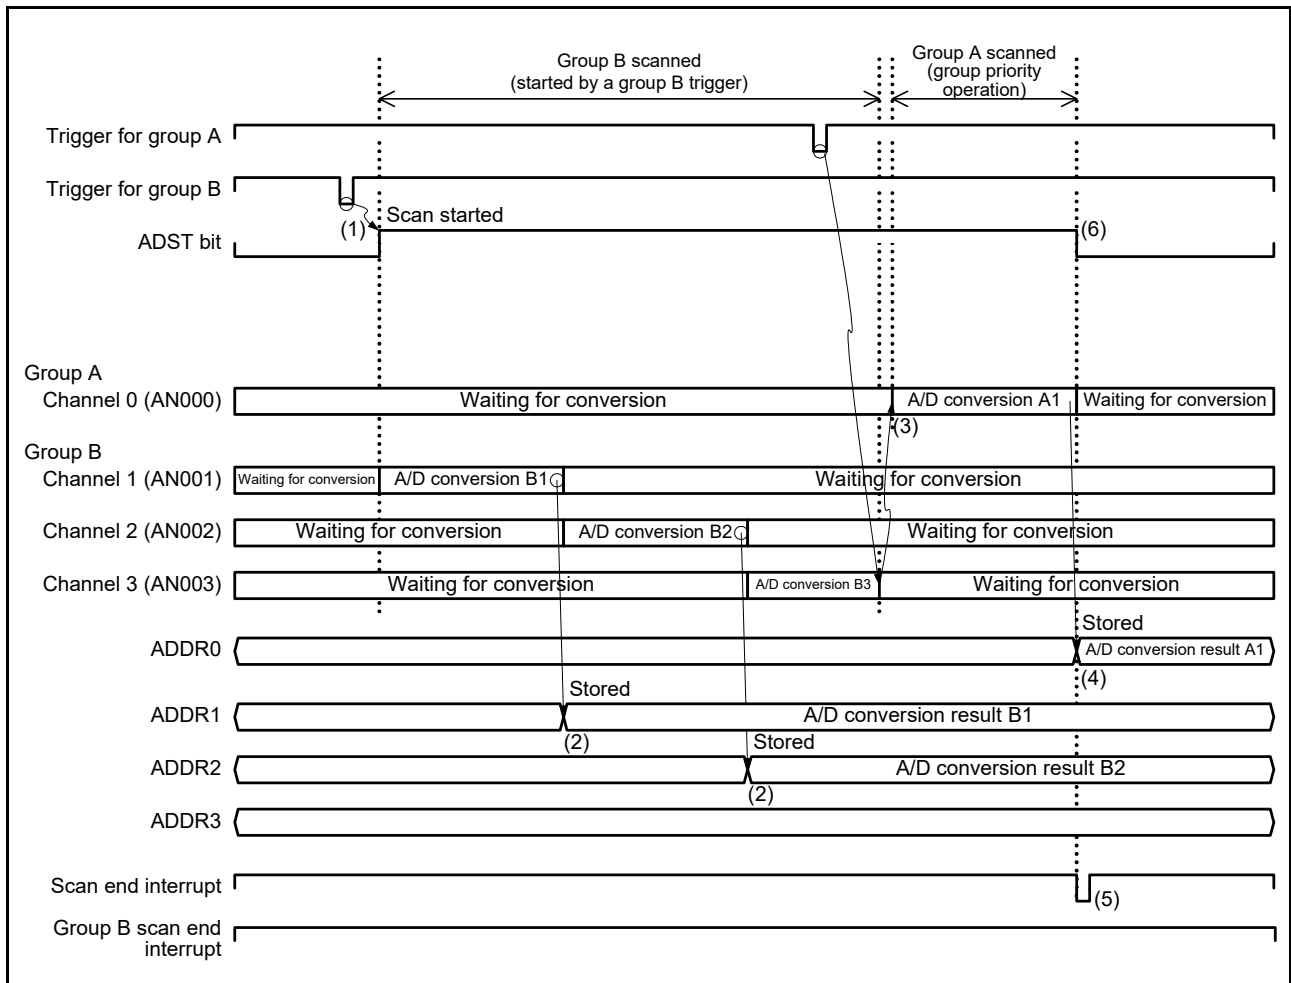 Group B scanned
(started by a group B trigger)
Group A scanned
(group priority
operation)
Trigger for group A
Trigger for group B
Scan started
(1)
(6)
ADST bit
Group A
Channel 0 (AN000)
Waiting for conversion
A/D conversion A1
Waiting for conversion
(3)
Group B
Channel 1 (AN001)
Waiting for conversion
A/D conversion B1
Waiting for conversion
Channel 2 (AN002)
Waiting for conversion
A/D conversion B2
Waiting for conversion
Channel 3 (AN003)
Waiting for conversion
A/D conversion B3
Waiting for conversion
Stored
ADDR0
A/D conversion result A1
(4)
Stored
ADDR1
A/D conversion result B1
(2)
Stored
ADDR2
A/D conversion result B2
(2)
ADDR3
Scan end interrupt
(5)
Group B scan end
interrupt